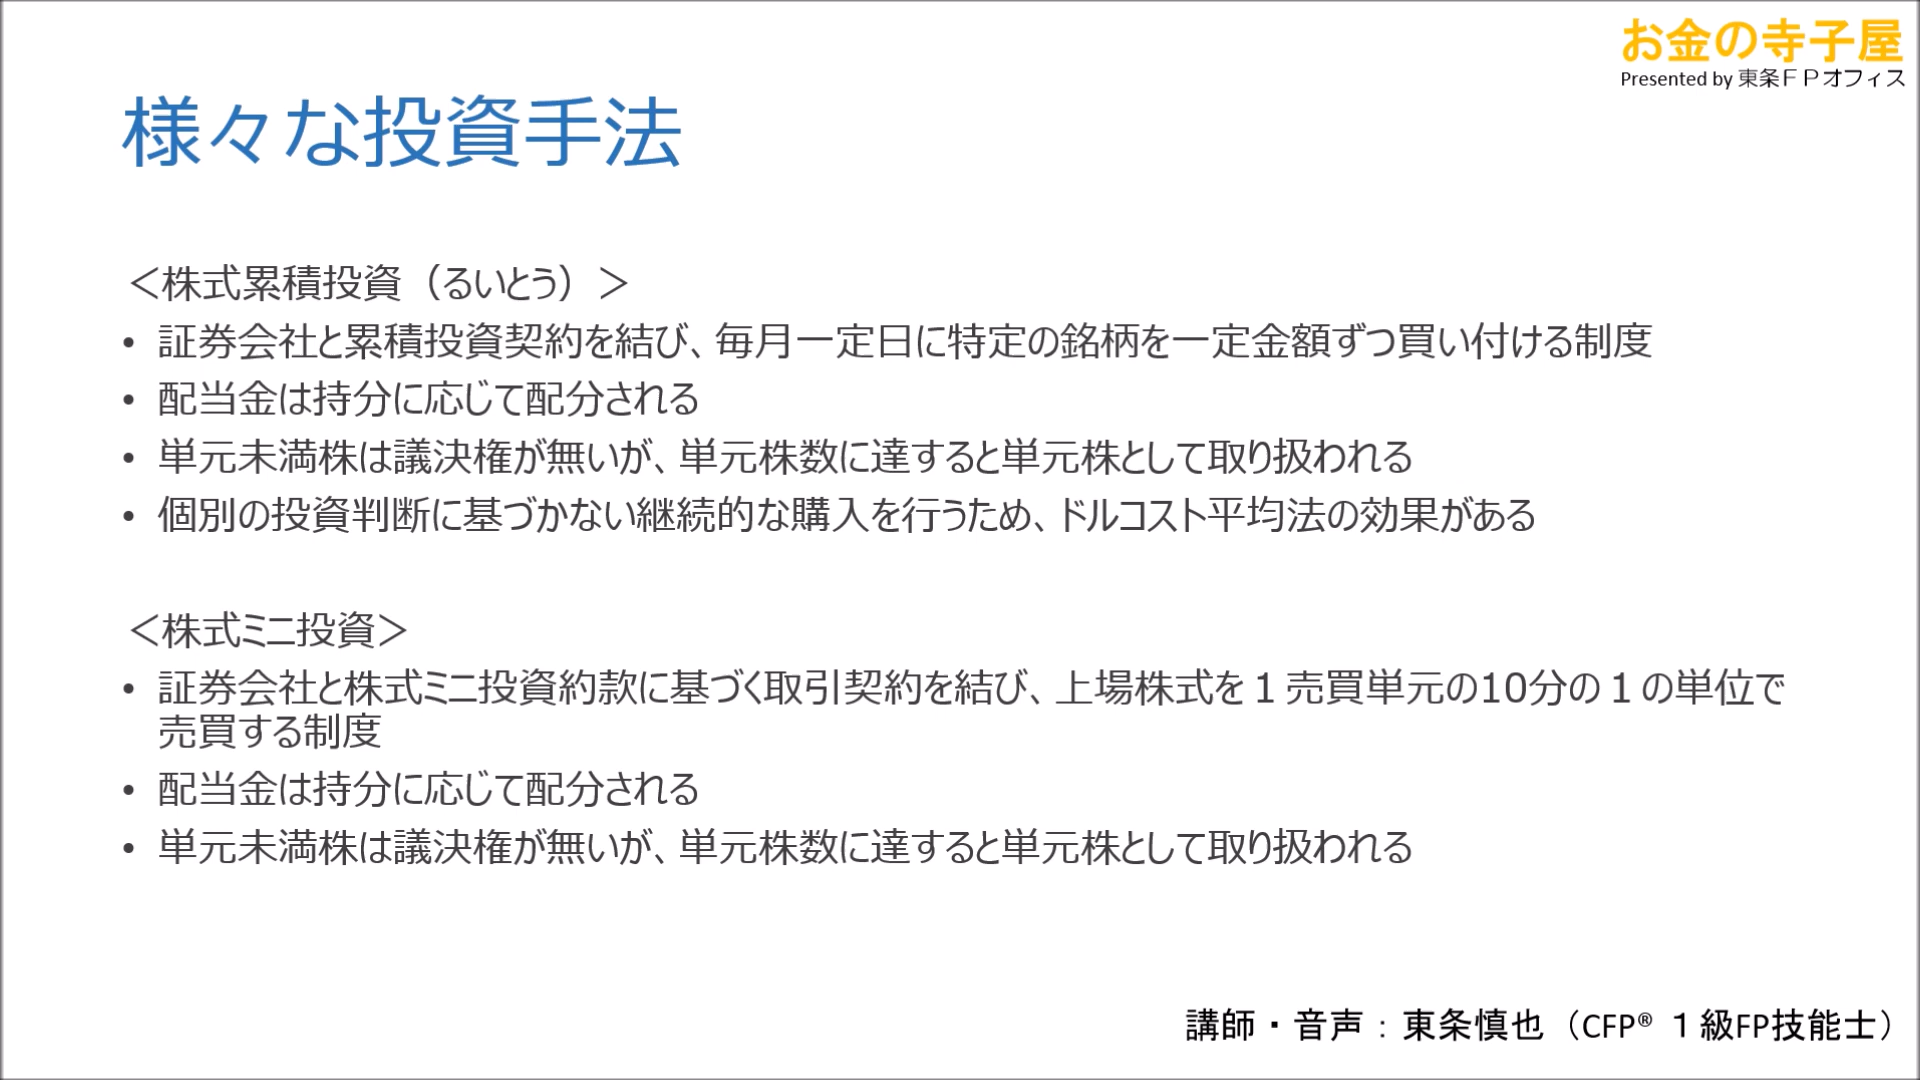 お金の寺子屋
Presented by 東条ＦＰオフィス
様々な投資手法
＜株式累積投資（るいとう）＞
• 証券会社と累積投資契約を結び、毎月一定日に特定の銘柄を一定金額ずつ買い付ける制度
• 配当金は持分に応じて配分される
• 単元未満株は議決権が無いが、単元株数に達すると単元株として取り扱われる
• 個別の投資判断に基づかない継続的な購入を行うため、ドルコスト平均法の効果がある
＜株式ミニ投資＞
• 証券会社と株式ミニ投資約款に基づく取引契約を結び、上場株式を１売買単元の10分の１の単位で
売買する制度
• 配当金は持分に応じて配分される
• 単元未満株は議決権が無いが、単元株数に達すると単元株として取り扱われる
講師・音声：東条慎也（CFP® １級FP技能士）